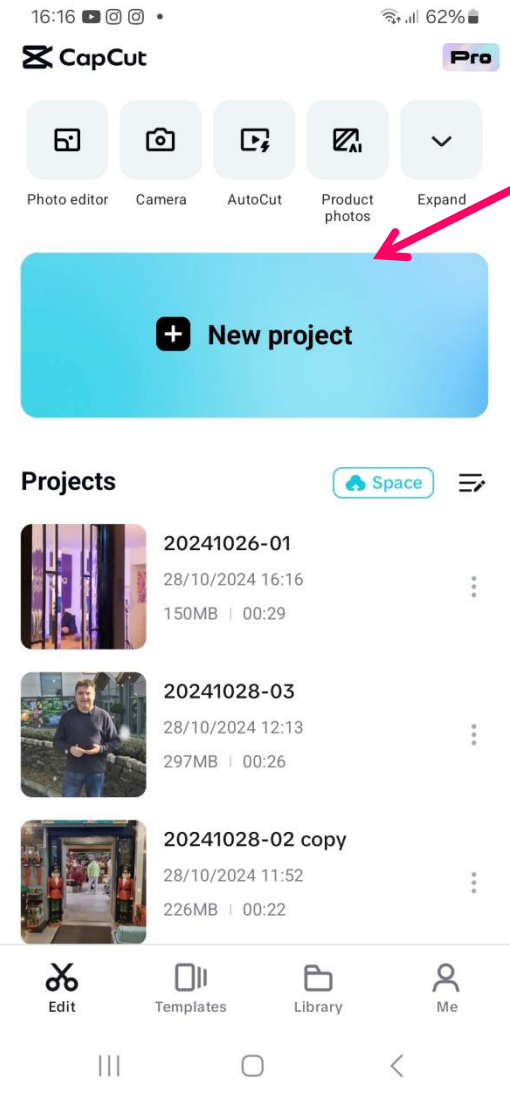 16:16 62%
CapCut
Pro
AI
Photo editor Camera AutoCut Product photos Expand
New project
Projects
Space
20241026-01
28/10/2024 16:16
150MB | 00:29
20241028-03
28/10/2024 12:13
297MB | 00:26
20241028-02 copy
28/10/2024 11:52
226MB | 00:22
Edit Templates Library Me